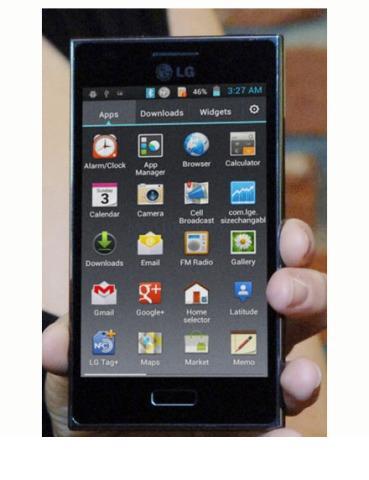 LG
46% 3:27 AM
Apps Downloads Widgets
Alarm/Clock App Manager Browser Calculator
Sunday
3
Calendar Camera Cell Broadcast com.lge.sizechangabl
Downloads Email FM Radio Gallery
g+
Gmail Google+ Home selector Latitude
NFC
LG Tag+ Maps Market Memo